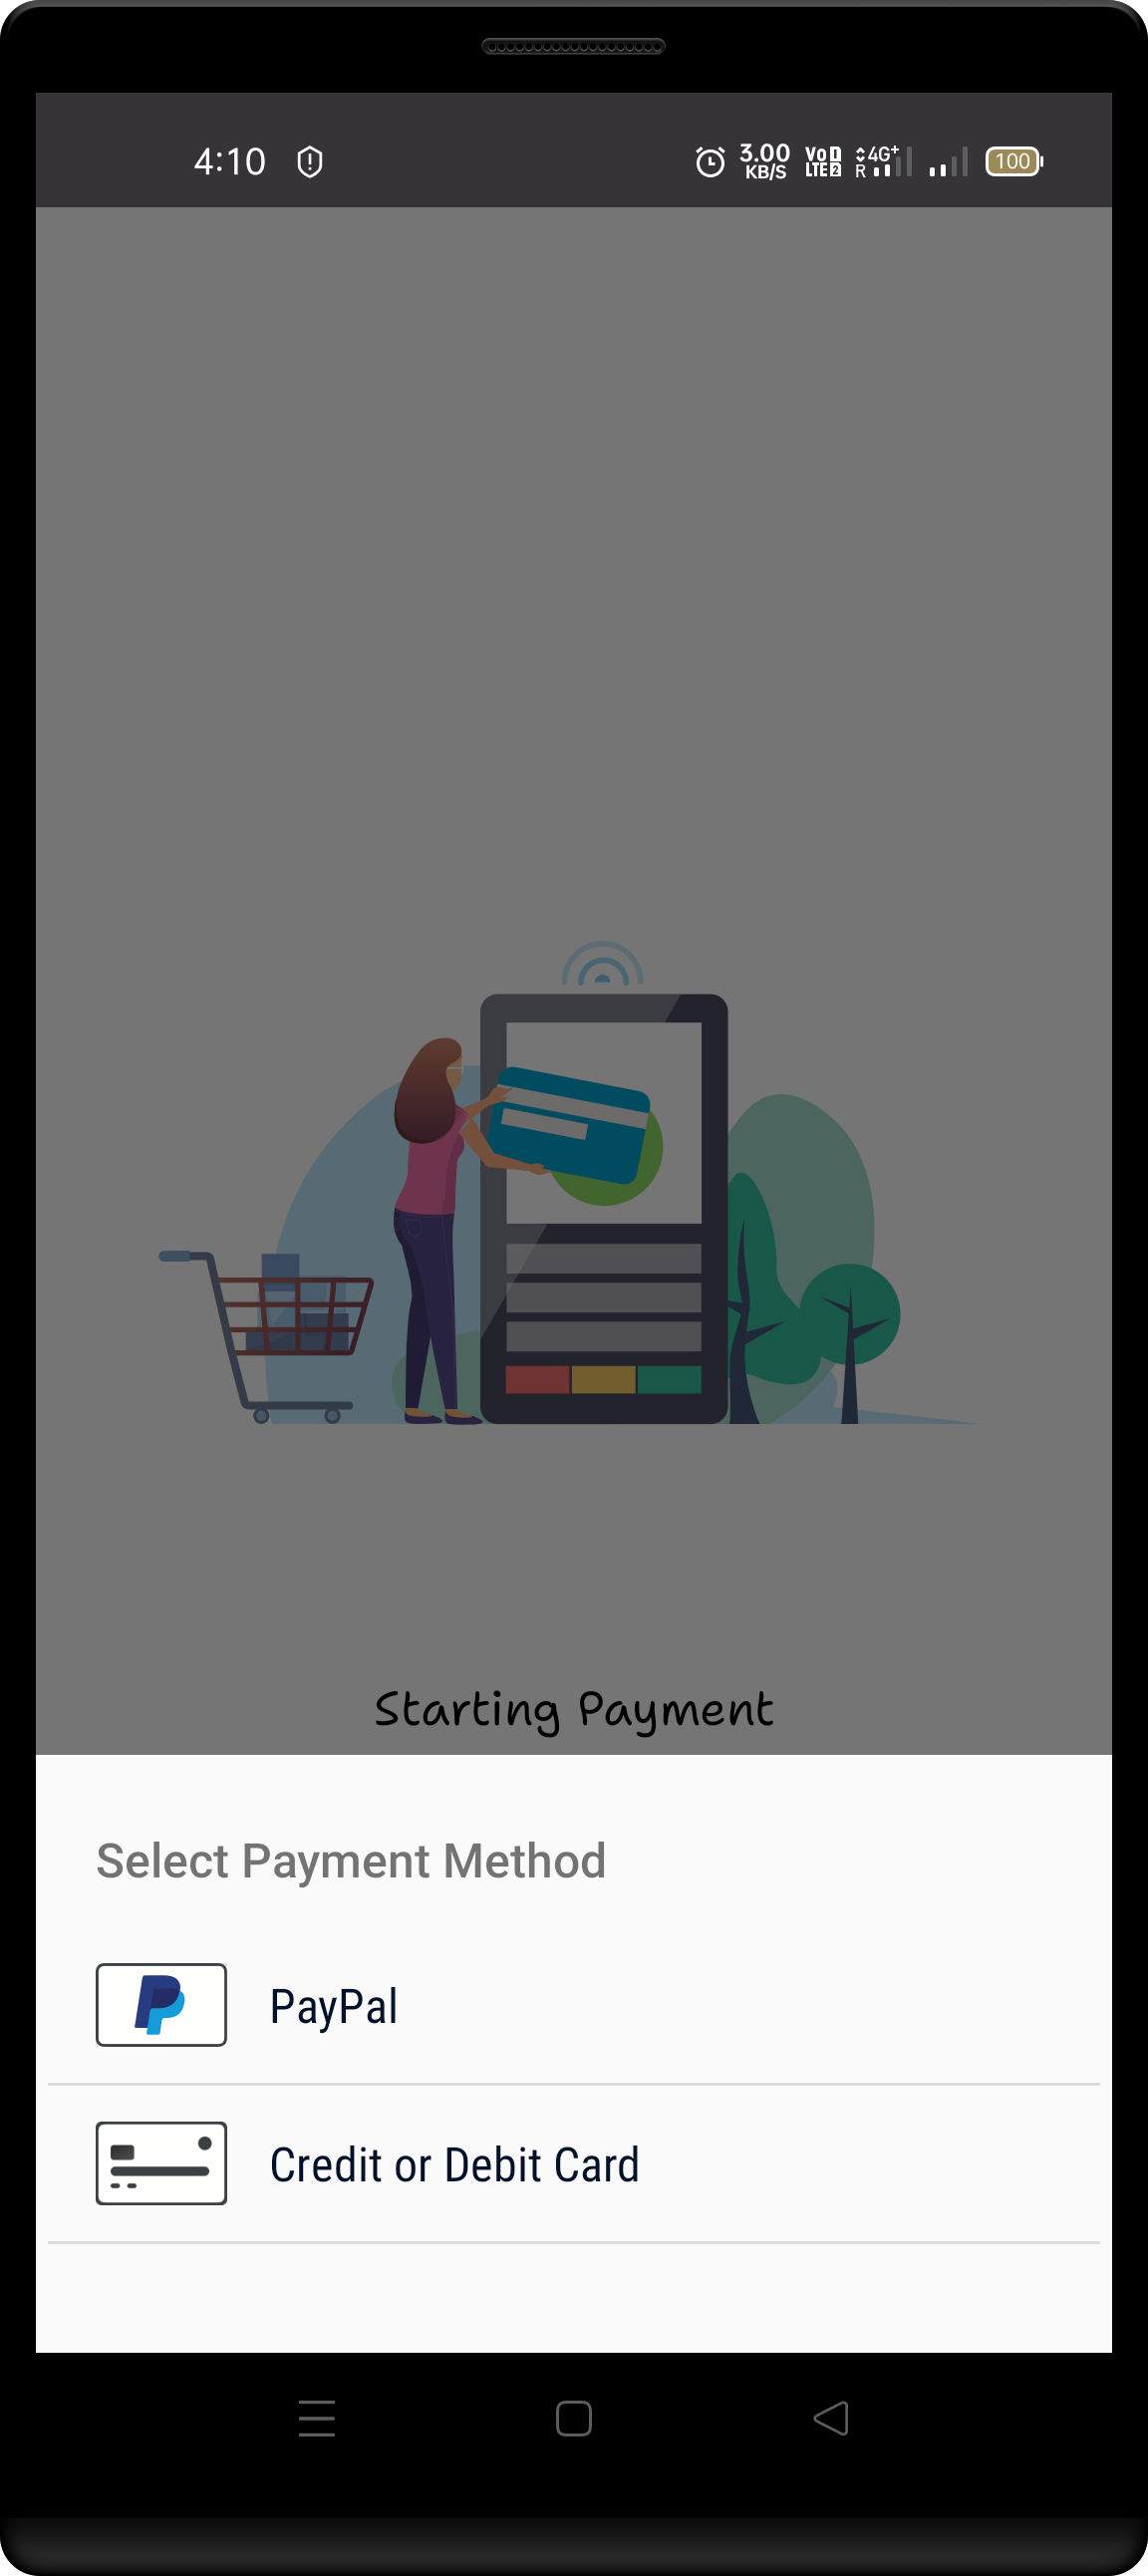 4:10
3.00
KB/S
Vo 1
LTE 2
4G+
R
100
Starting Payment
Select Payment Method
PayPal
Credit or Debit Card